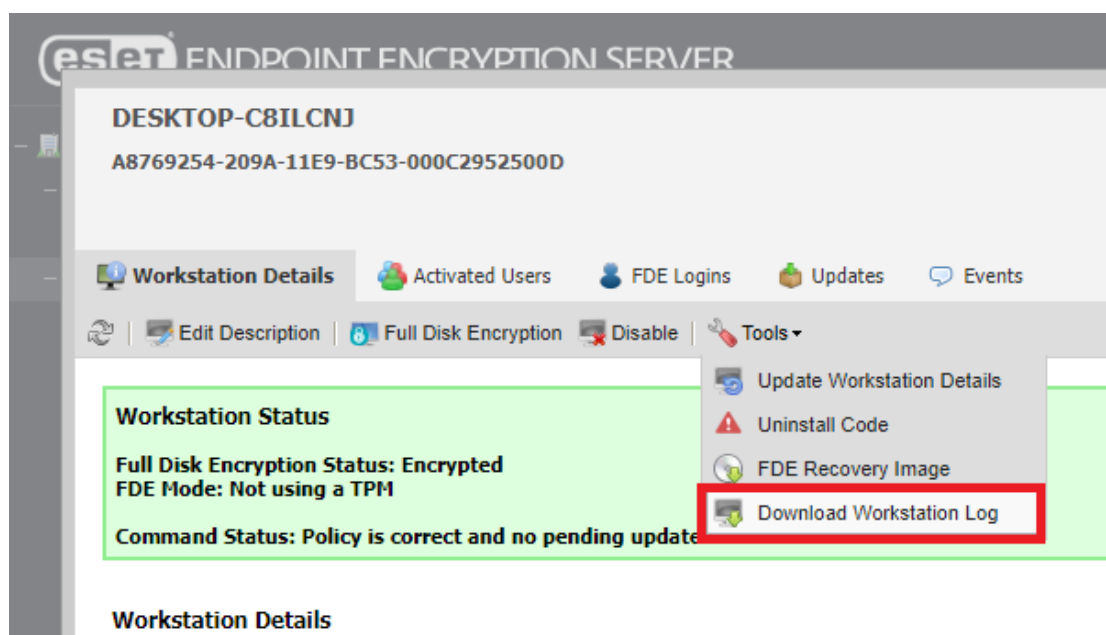 eset ENDPOINT ENCRYPTION SERVER
DESKTOP-C8ILCNJ
A8769254-209A-11E9-BC53-000C2952500D
Workstation Details Activated Users FDE Logins Updates Events
Edit Description Full Disk Encryption Disable Tools
Update Workstation Details
Uninstall Code
FDE Recovery Image
Download Workstation Log
Workstation Status
Full Disk Encryption Status: Encrypted
FDE Mode: Not using a TPM
Command Status: Policy is correct and no pending update
Workstation Details